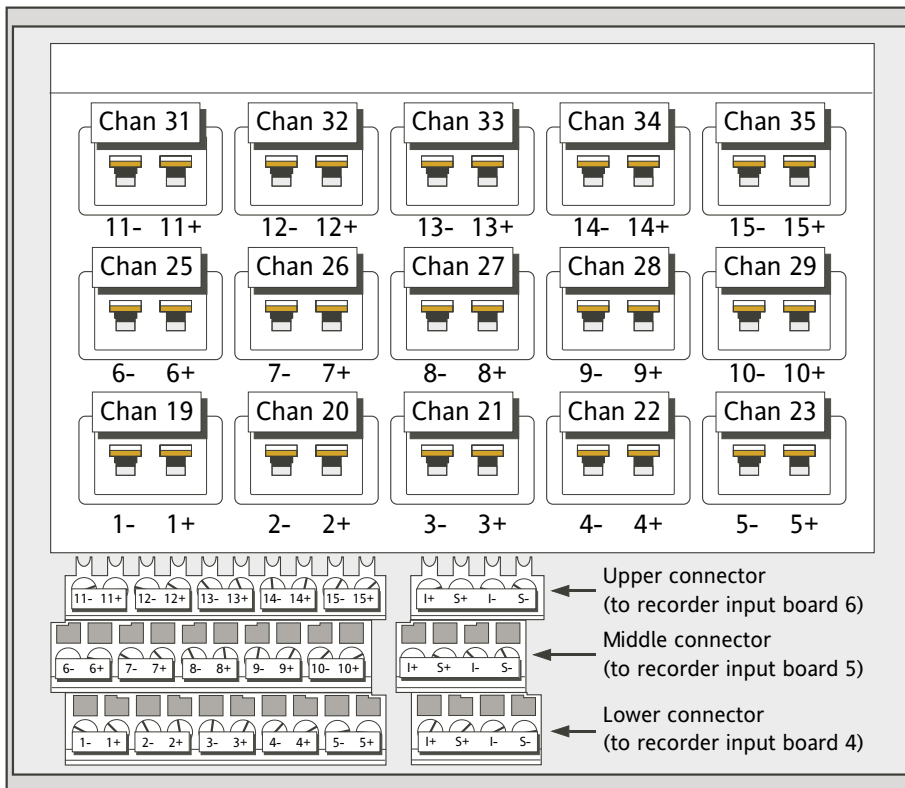 Chan 31 Chan 32 Chan 33 Chan 34 Chan 35
11- 11+ 12- 12+ 13- 13+ 14- 14+ 15- 15+
Chan 25 Chan 26 Chan 27 Chan 28 Chan 29
6- 6+ 7- 7+ 8- 8+ 9- 9+ 10- 10+
Chan 19 Chan 20 Chan 21 Chan 22 Chan 23
1- 1+ 2- 2+ 3- 3+ 4- 4+ 5- 5+
11- 11+ 12- 12+ 13- 13+ 14- 14+ 15- 15+ I+ S+ I- S-
Upper connector
(to recorder input board 6)
6- 6+ 7- 7+ 8- 8+ 9- 9+ 10- 10+ I+ S+ I- S-
Middle connector
(to recorder input board 5)
1- 1+ 2- 2+ 3- 3+ 4- 4+ 5- 5+ I+ S+ I- S-
Lower connector
(to recorder input board 4)